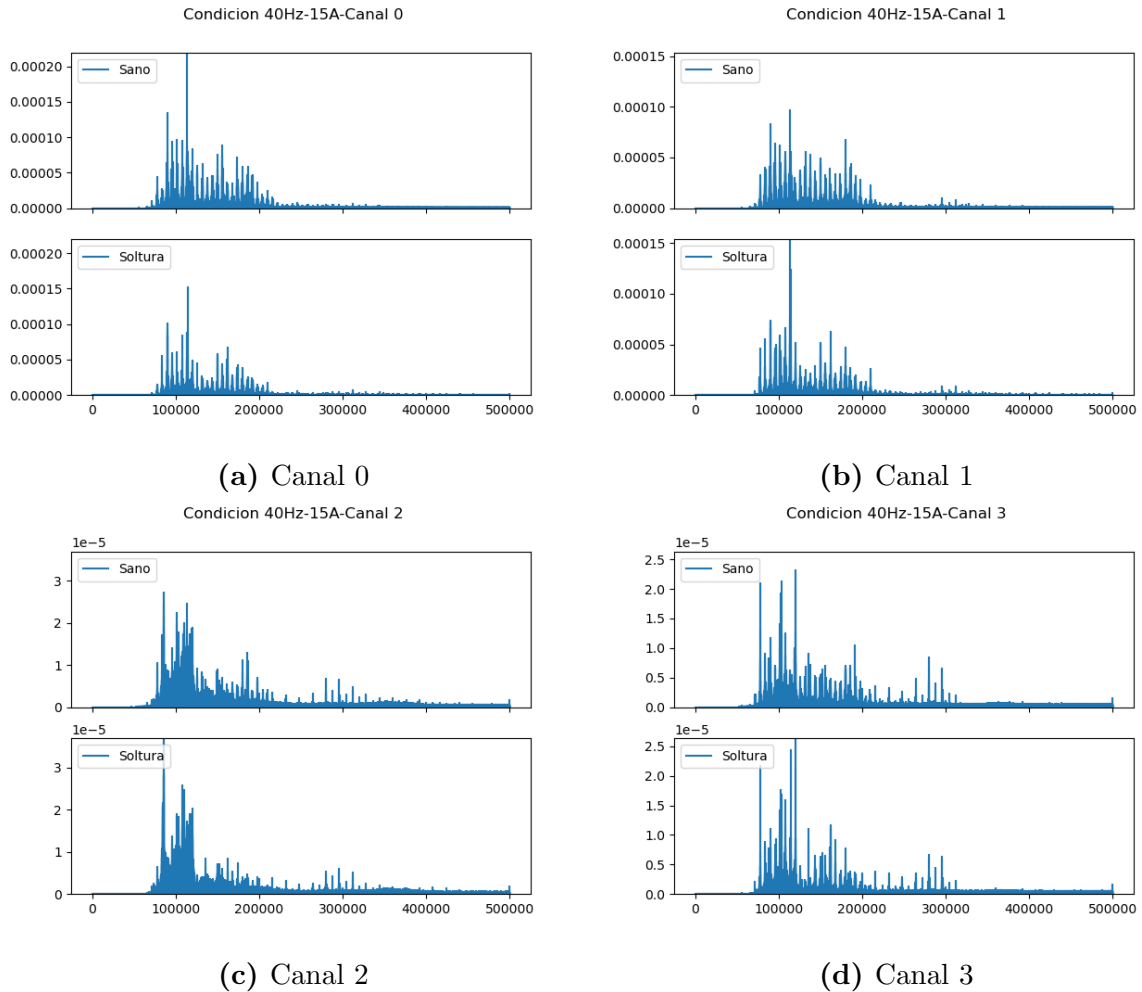 Condicion 40Hz-15A-Canal 0
0.00020
0.00015
0.00010
0.00005
0.00000
Sano
0.00020
0.00015
0.00010
0.00005
0.00000
Soltura
0 100000 200000 300000 400000 500000
(a) Canal 0
Condicion 40Hz-15A-Canal 1
0.00015
0.00010
0.00005
0.00000
Sano
0.00015
0.00010
0.00005
0.00000
Soltura
0 100000 200000 300000 400000 500000
(b) Canal 1
Condicion 40Hz-15A-Canal 2
1e−5
3
2
1
0
Sano
1e−5
3
2
1
0
Soltura
0 100000 200000 300000 400000 500000
(c) Canal 2
Condicion 40Hz-15A-Canal 3
1e−5
2.5
2.0
1.5
1.0
0.5
0.0
Sano
1e−5
2.5
2.0
1.5
1.0
0.5
0.0
Soltura
0 100000 200000 300000 400000 500000
(d) Canal 3